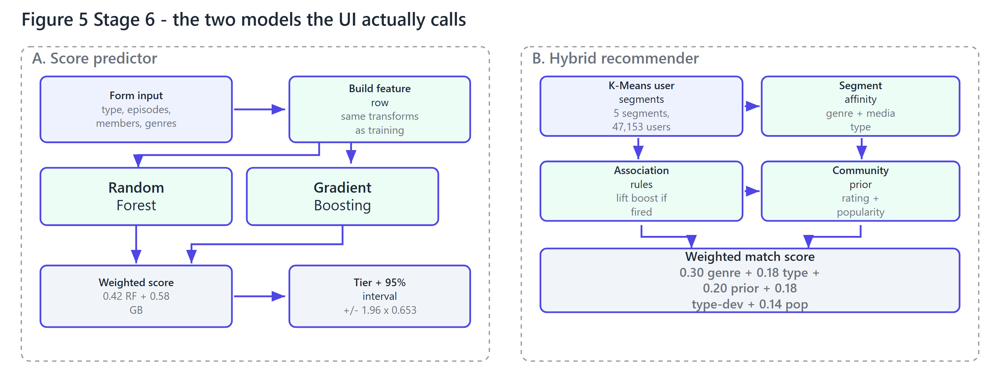 Figure 5 Stage 6 - the two models the UI actually calls
A. Score predictor
Form input
type, episodes,
members, genres
Build feature
row
same transforms
as training
Random
Forest
Gradient
Boosting
Weighted score
0.42 RF + 0.58
GB
Tier + 95%
interval
+/- 1.96 x 0.653
B. Hybrid recommender
K-Means user
segments
5 segments,
47,153 users
Segment
affinity
genre + media
type
Association
rules
lift boost if
fired
Community
prior
rating +
popularity
Weighted match score
0.30 genre + 0.18 type +
0.20 prior + 0.18
type-dev + 0.14 pop